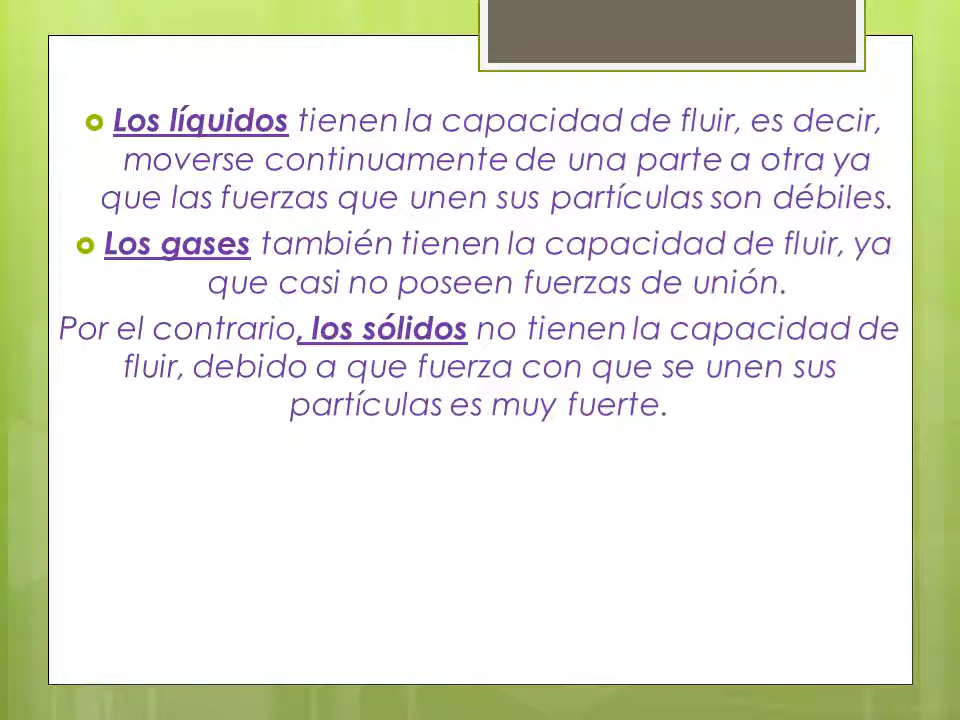 Los líquidos tienen la capacidad de fluir, es decir,
moverse continuamente de una parte a otra ya
que las fuerzas que unen sus partículas son débiles.
Los gases también tienen la capacidad de fluir, ya
que casi no poseen fuerzas de unión.
Por el contrario, los sólidos no tienen la capacidad de
fluir, debido a que fuerza con que se unen sus
partículas es muy fuerte.